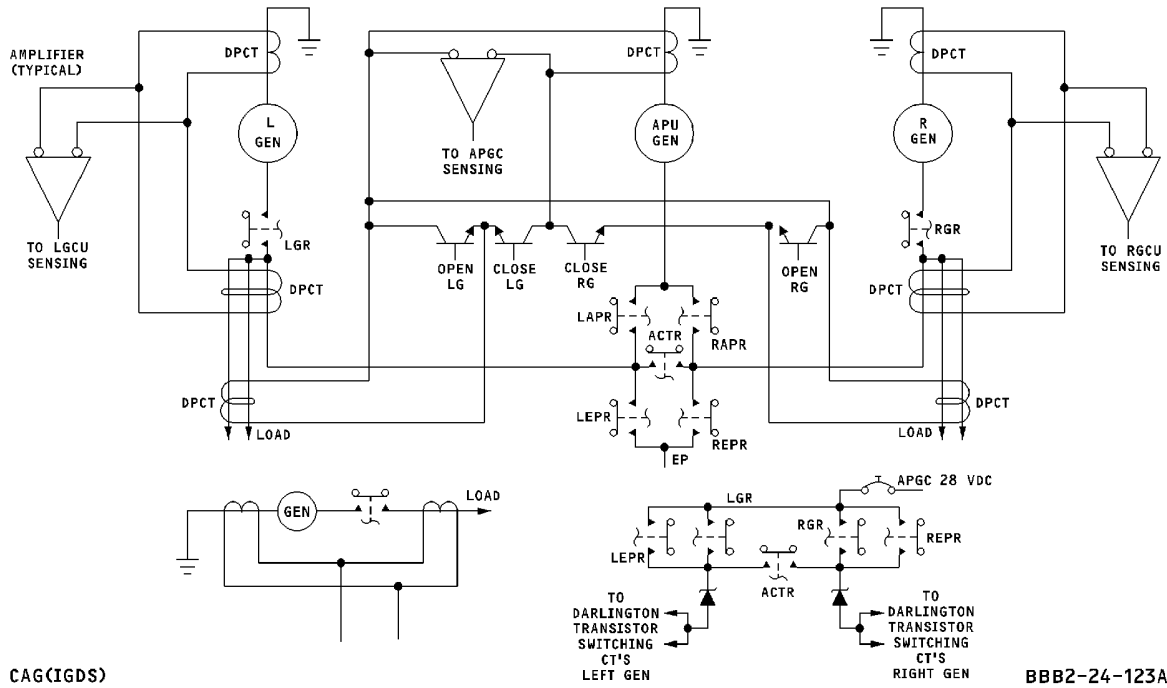 AMPLIFIER
(TYPICAL)
DPCT
DPCT
DPCT
L
GEN
APU
GEN
R
GEN
TO APGC
SENSING
TO LGCU
SENSING
LGR
OPEN
LG
CLOSE
LG
CLOSE
RG
OPEN
RG
RGR
TO RGCU
SENSING
DPCT
DPCT
LAPR
ACTR
RAPR
DPCT
LOAD
LEPR
REPR
EP
LOAD
DPCT
GEN
LOAD
LGR
APGC 28 VDC
RGR
LEPR
REPR
ACTR
TO
DARLINGTON
TRANSISTOR
SWITCHING
CT'S
LEFT GEN
TO
DARLINGTON
TRANSISTOR
SWITCHING
CT'S
RIGHT GEN
CAG(IGDS)
BBB2-24-123A